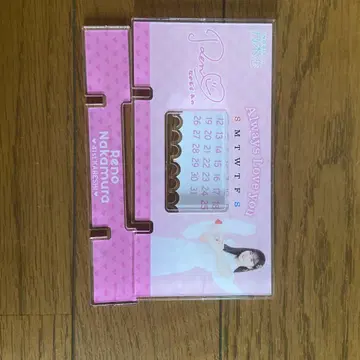 Always Love you
S M T W T F S
12 13 14 15 16 17 18
19 20 21 22 23 24 25
26 27 28 29 30 31
Reno
Reno
Nakamura